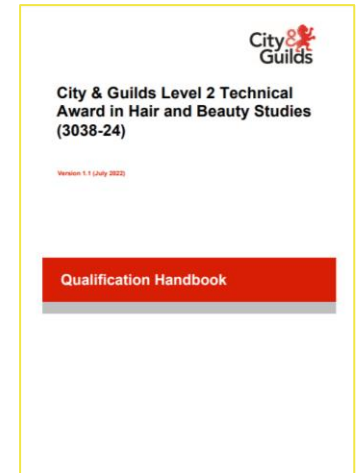 City&
Guilds
City & Guilds Level 2 Technical
Award in Hair and Beauty Studies
(3038-24)
Version 1.1 (July 2022)
Qualification Handbook